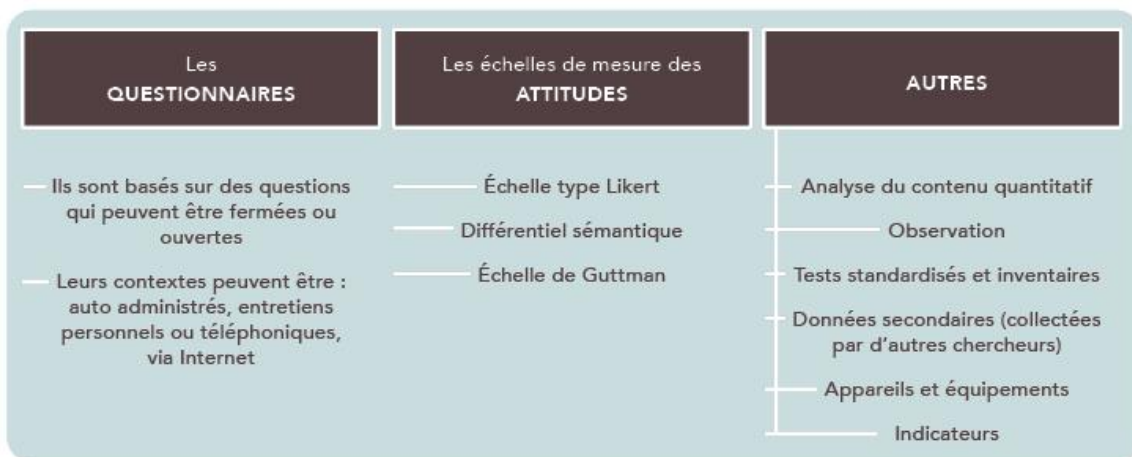 Les
QUESTIONNAIRES
Ils sont basés sur des questions
qui peuvent être fermées ou
ouvertes
Leurs contextes peuvent être :
auto administrés, entretiens
personnels ou téléphoniques,
via Internet
Les échelles de mesure des
ATTITUDES
Échelle type Likert
Différentiel sémantique
Échelle de Guttman
AUTRES
Analyse du contenu quantitatif
Observation
Tests standardisés et inventaires
Données secondaires (collectées
par d'autres chercheurs)
Appareils et équipements
Indicateurs